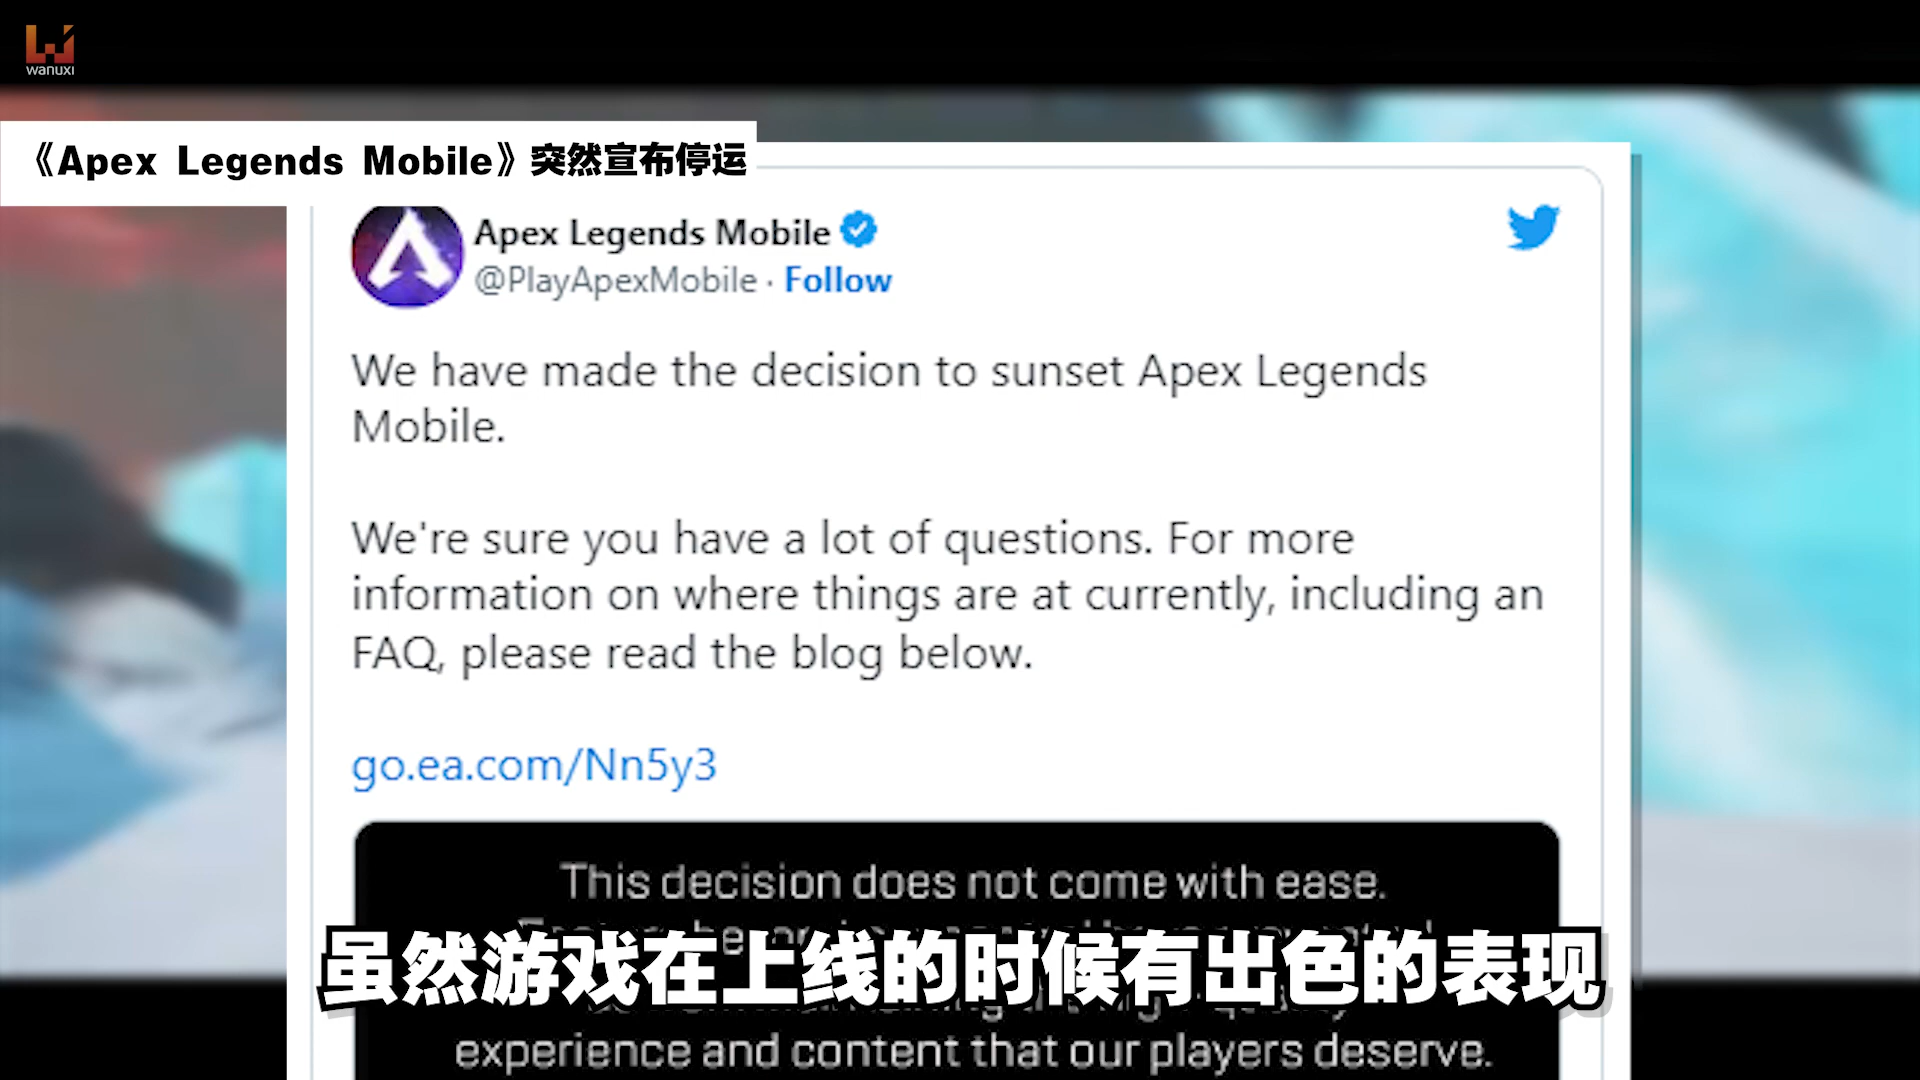 wanuxi
《Apex Legends Mobile》突然宣布停运
Apex Legends Mobile
@PlayApexMobile · Follow
We have made the decision to sunset Apex Legends
Mobile.
We're sure you have a lot of questions. For more
information on where things are at currently, including an
FAQ, please read the blog below.
go.ea.com/Nn5y3
This decision does not come with ease.
虽然游戏在上线的时候有出色的表现
experience and content that our players deserve.